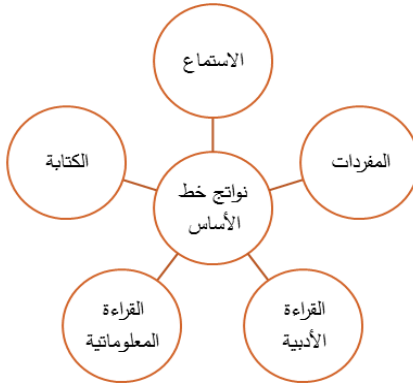 الاستماع
المفردات
الكتابة
نواتج خط
الأساس
القراءة
الأدبية
القراءة
المعلوماتية